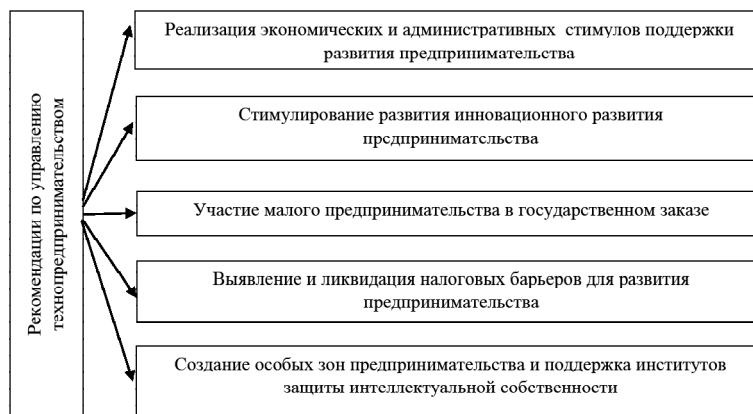 Рекомендации по управлению
технопредпринимательством
Реализация экономических и административных стимулов поддержки
развития предпринимательства
Стимулирование развития инновационного развития
предпринимательства
Участие малого предпринимательства в государственном заказе
Выявление и ликвидация налоговых барьеров для развития
предпринимательства
Создание особых зон предпринимательства и поддержка институтов
защиты интеллектуальной собственности